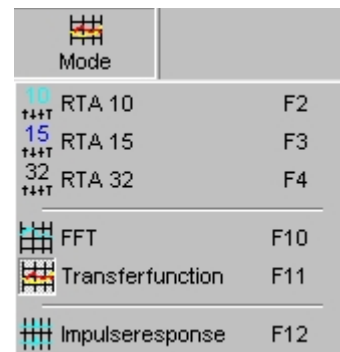 Mode
10 RTA 10 F2
15 RTA 15 F3
32 RTA 32 F4
FFT F10
Transferfunction F11
Impulseresponse F12